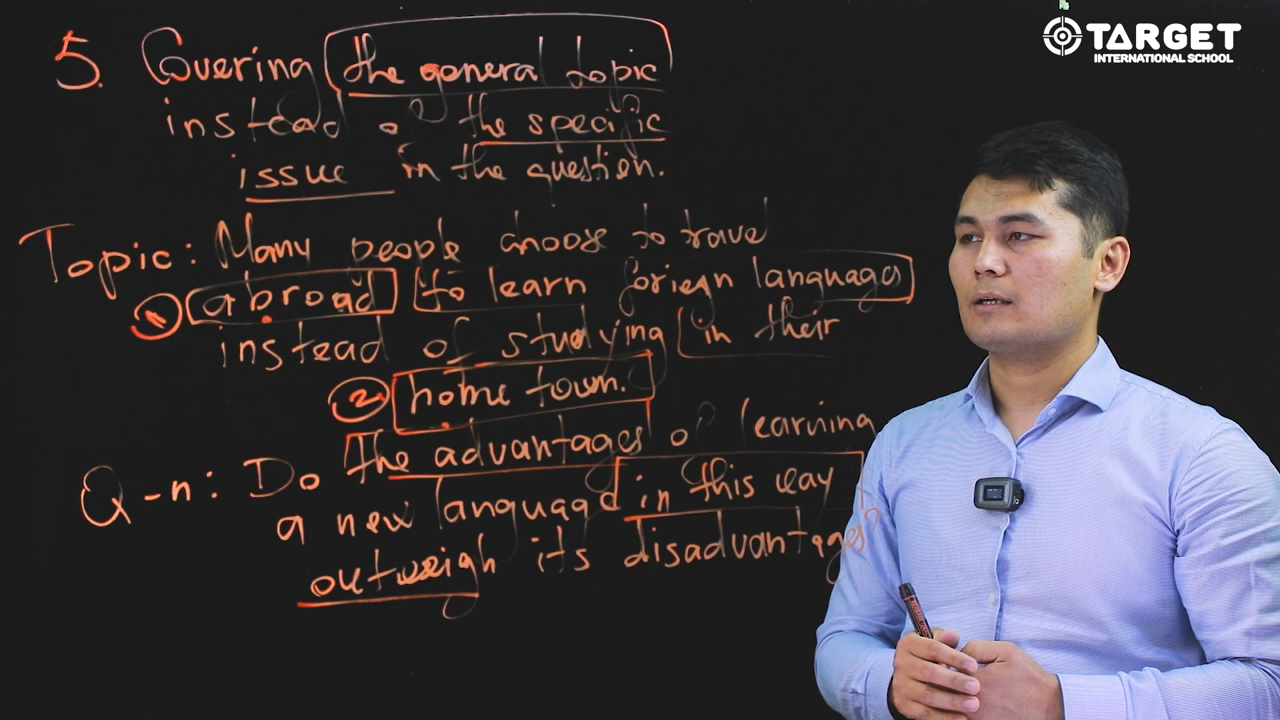 TARGET
INTERNATIONAL SCHOOL
5. Covering the general topic
instead of the specific
issue in the question.
Topic: Many people choose to travel
1) abroad to learn foriegn languages
instead of studying in their
2. home town.
Q-n: Do the advantages of learning
a new language in this way
outweigh its disadvantages?